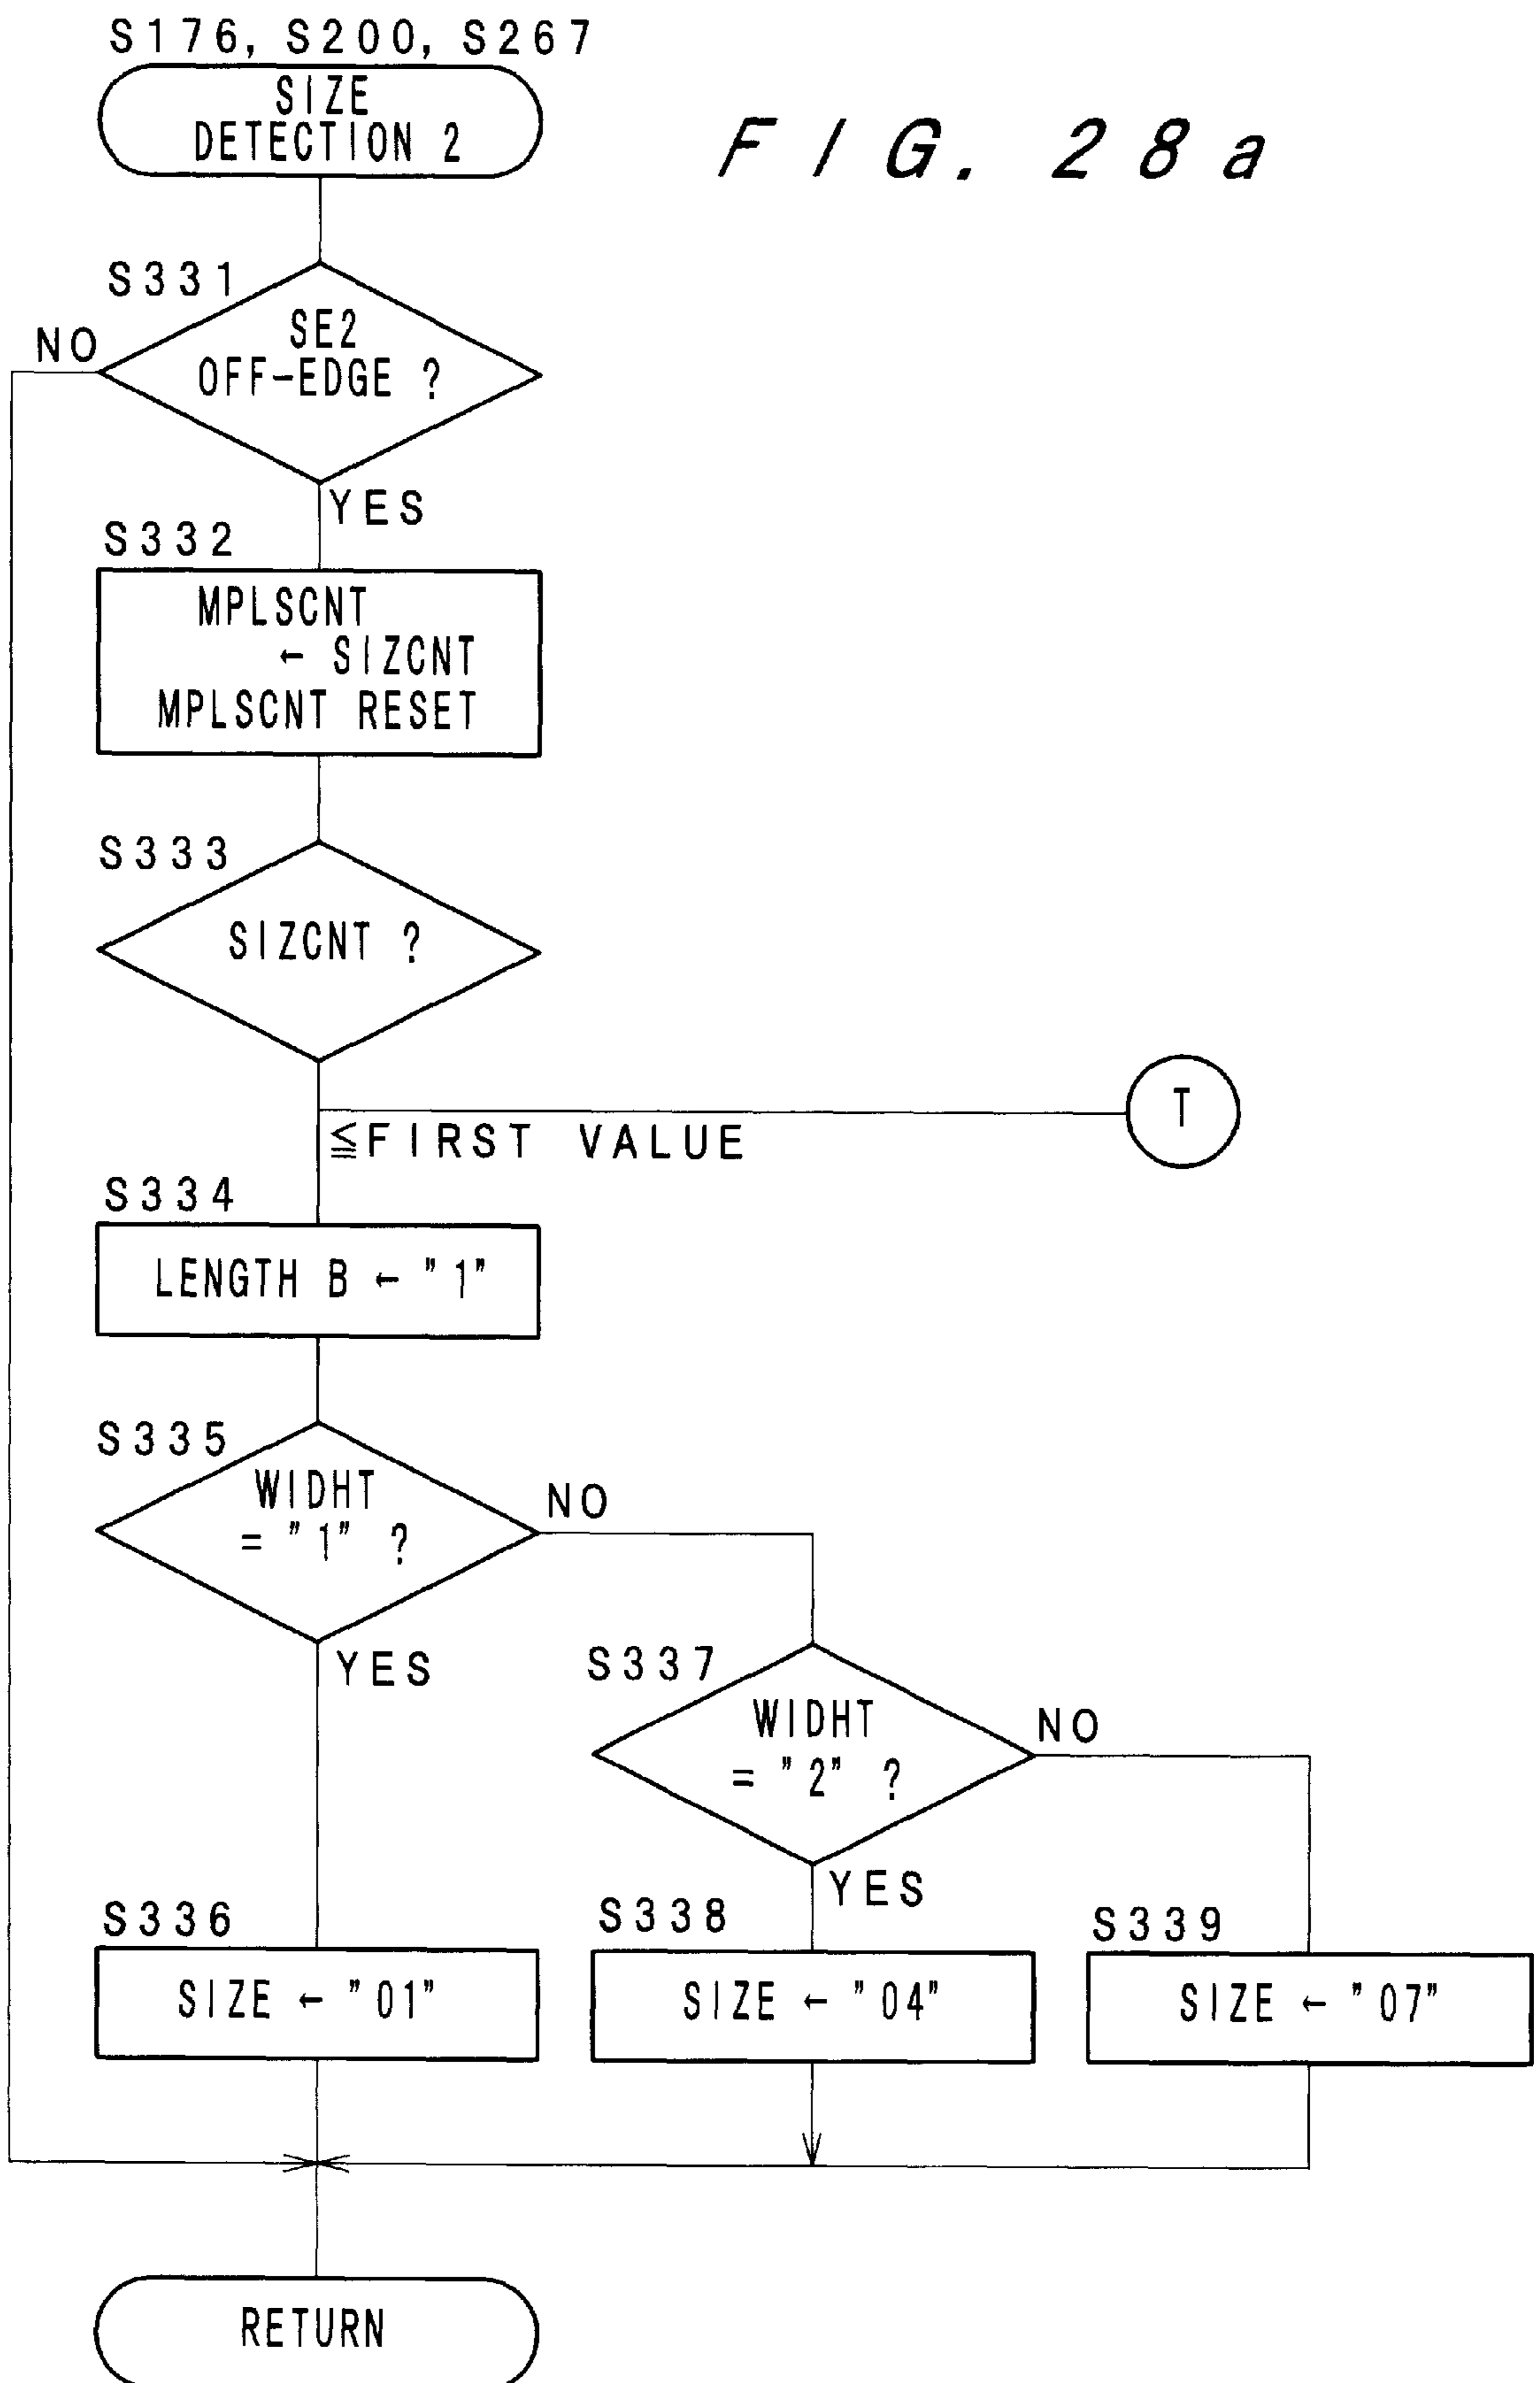 S176, S200, S267
SIZE
DETECTION 2
FIG. 28a
S331
NO
SE2
OFF-EDGE ?
YES
S332
MPLSCNT
← SIZCNT
MPLSCNT RESET
S333
SIZCNT ?
T
≦FIRST VALUE
S334
LENGTH B ← "1"
S335
WIDHT
= "1" ?
NO
YES
S337
WIDHT
= "2" ?
NO
YES
S336
SIZE ← "01"
S338
SIZE ← "04"
S339
SIZE ← "07"
RETURN